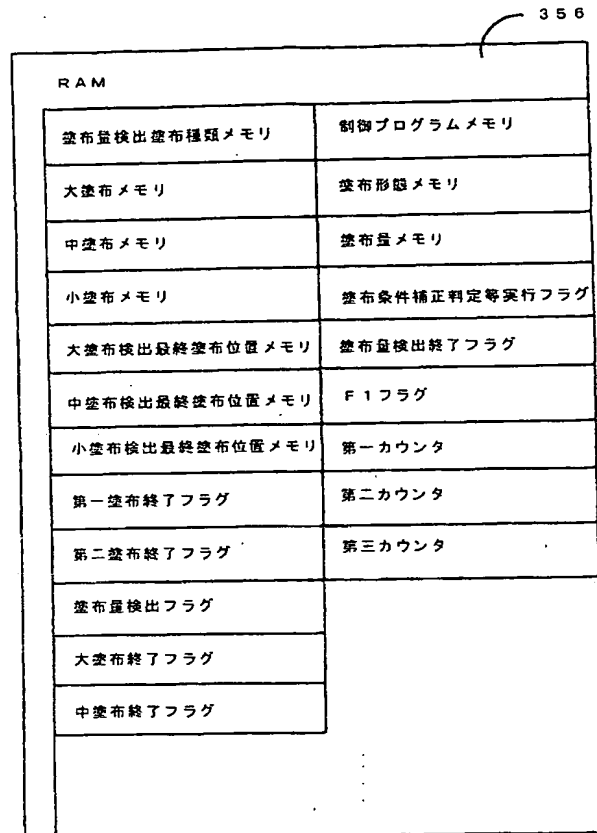 356
RAM
塗布量検出塗布種類メモリ
大塗布メモリ
中塗布メモリ
小塗布メモリ
大塗布検出最終塗布位置メモリ
中塗布検出最終塗布位置メモリ
小塗布検出最終塗布位置メモリ
第一塗布終了フラグ
第二塗布終了フラグ
塗布量検出フラグ
大塗布終了フラグ
中塗布終了フラグ
制御プログラムメモリ
塗布形態メモリ
塗布量メモリ
塗布条件補正判定等実行フラグ
塗布量検出終了フラグ
F1フラグ
第一カウンタ
第二カウンタ
第三カウンタ